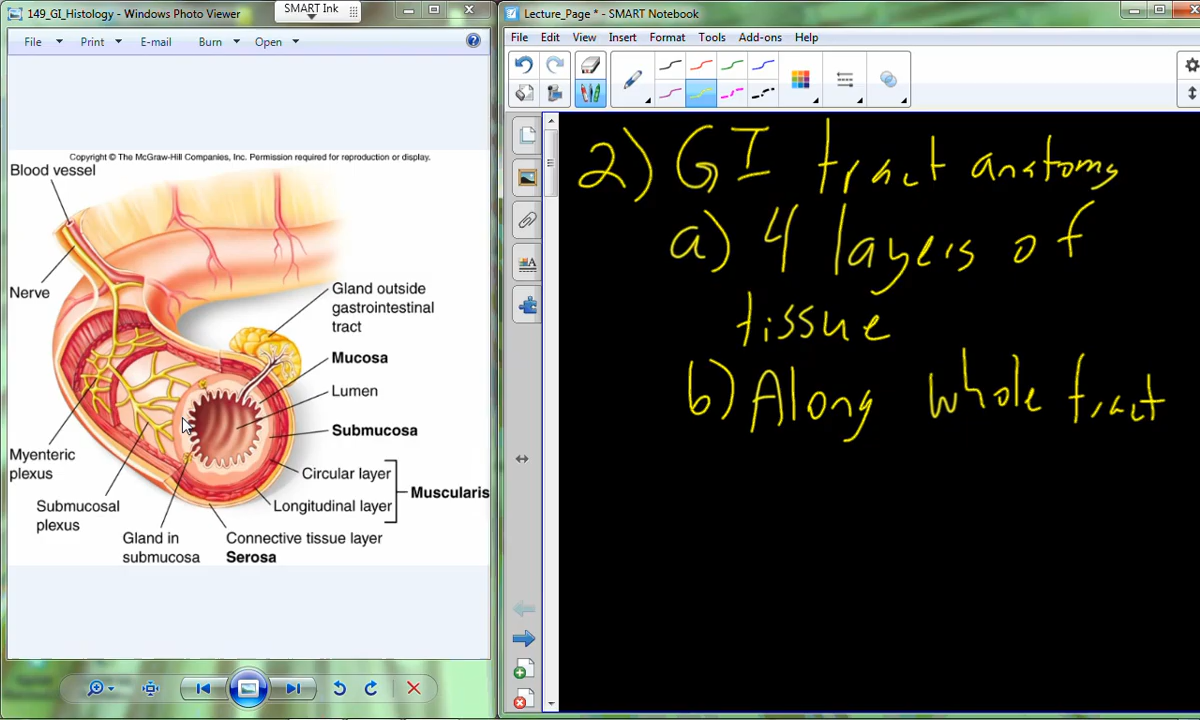 149_GI_Histology - Windows Photo Viewer
SMART Ink
File Print E-mail Burn Open
Copyright © The McGraw-Hill Companies, Inc. Permission required for reproduction or display.
Blood vessel
Nerve
Gland outside
gastrointestinal
tract
Mucosa
Lumen
Submucosa
Myenteric
plexus
Circular layer
Muscularis
Submucosal
plexus
Longitudinal layer
Gland in
submucosa
Connective tissue layer
Serosa
Lecture_Page * - SMART Notebook
File Edit View Insert Format Tools Add-ons Help
2) GI tract anatomy
a) 4 layers of
tissue
b) Along whole tract